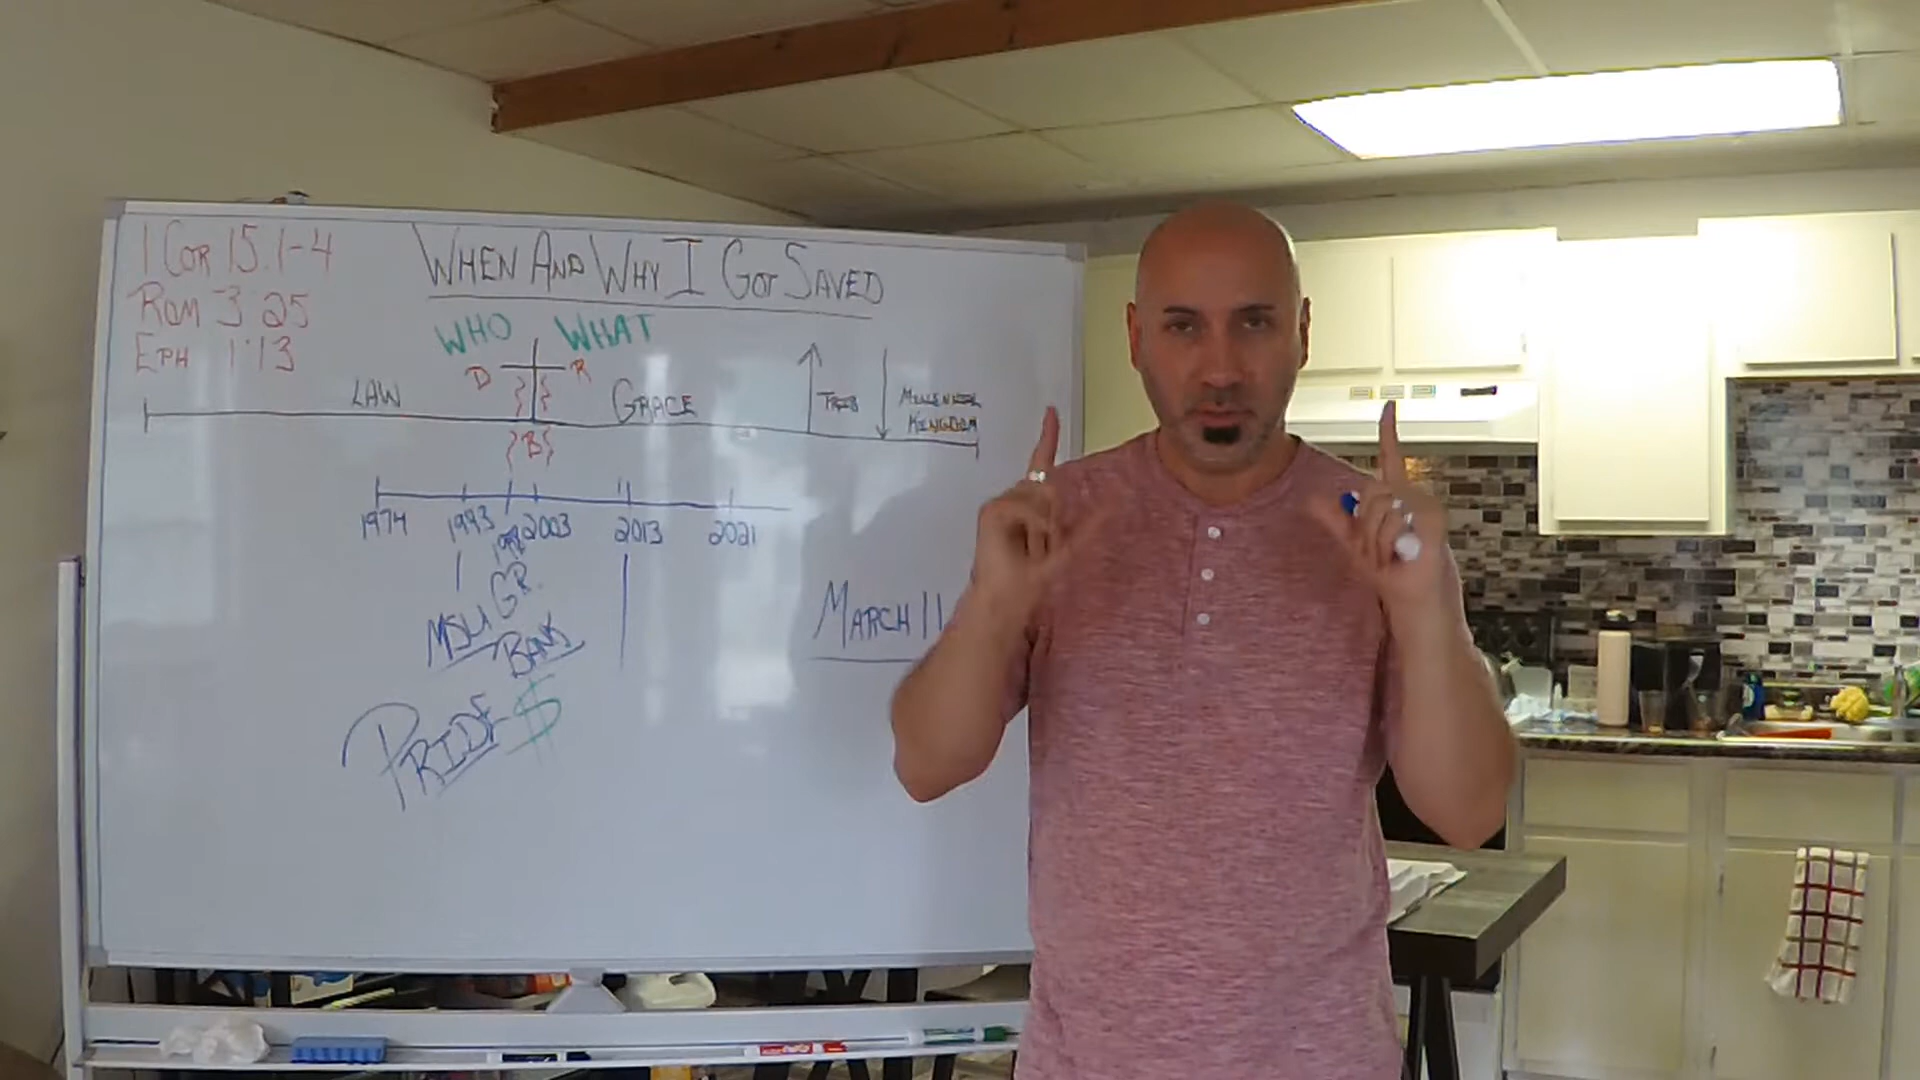 WHEN AND WHY I GOT SAVED
1 COR 15:1-4
ROM 3:25
EPH 1:13
WHO WHAT
D R
LAW GRACE
TRIB
MILLENNIAL
KINGDOM
B
1974 1993 1998 2003 2013 2021
MSU GR.
BANK
MARCH 11
PRIDE $